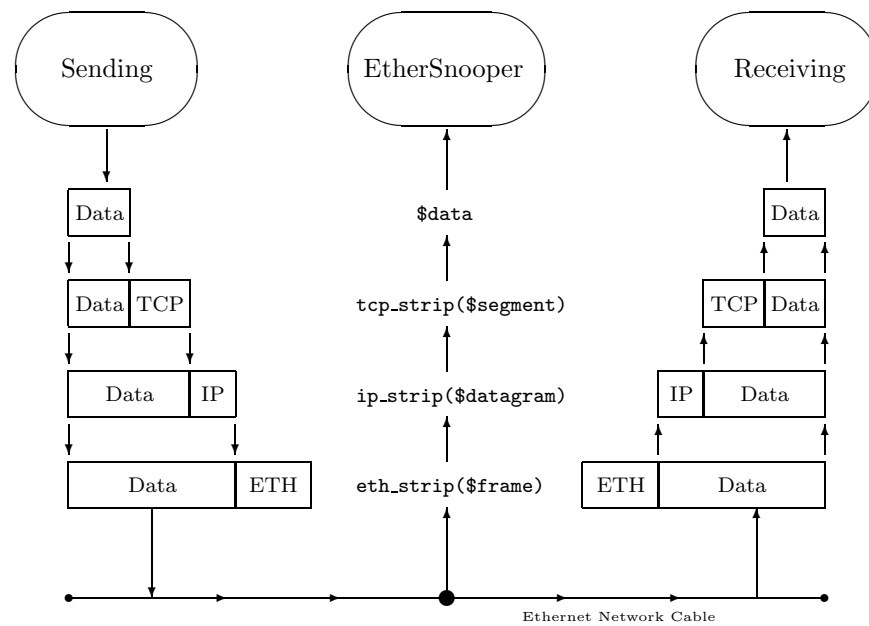 Sending EtherSnooper Receiving
Data $data Data
Data TCP tcp_strip($segment) TCP Data
Data IP ip_strip($datagram) IP Data
Data ETH eth_strip($frame) ETH Data
Ethernet Network Cable